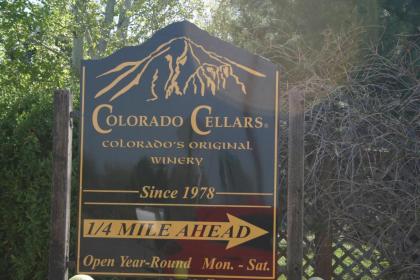 COLORADO CELLARS®
COLORADO'S ORIGINAL
WINERY
Since 1978
1/4 MILE AHEAD
Open Year-Round Mon. - Sat.